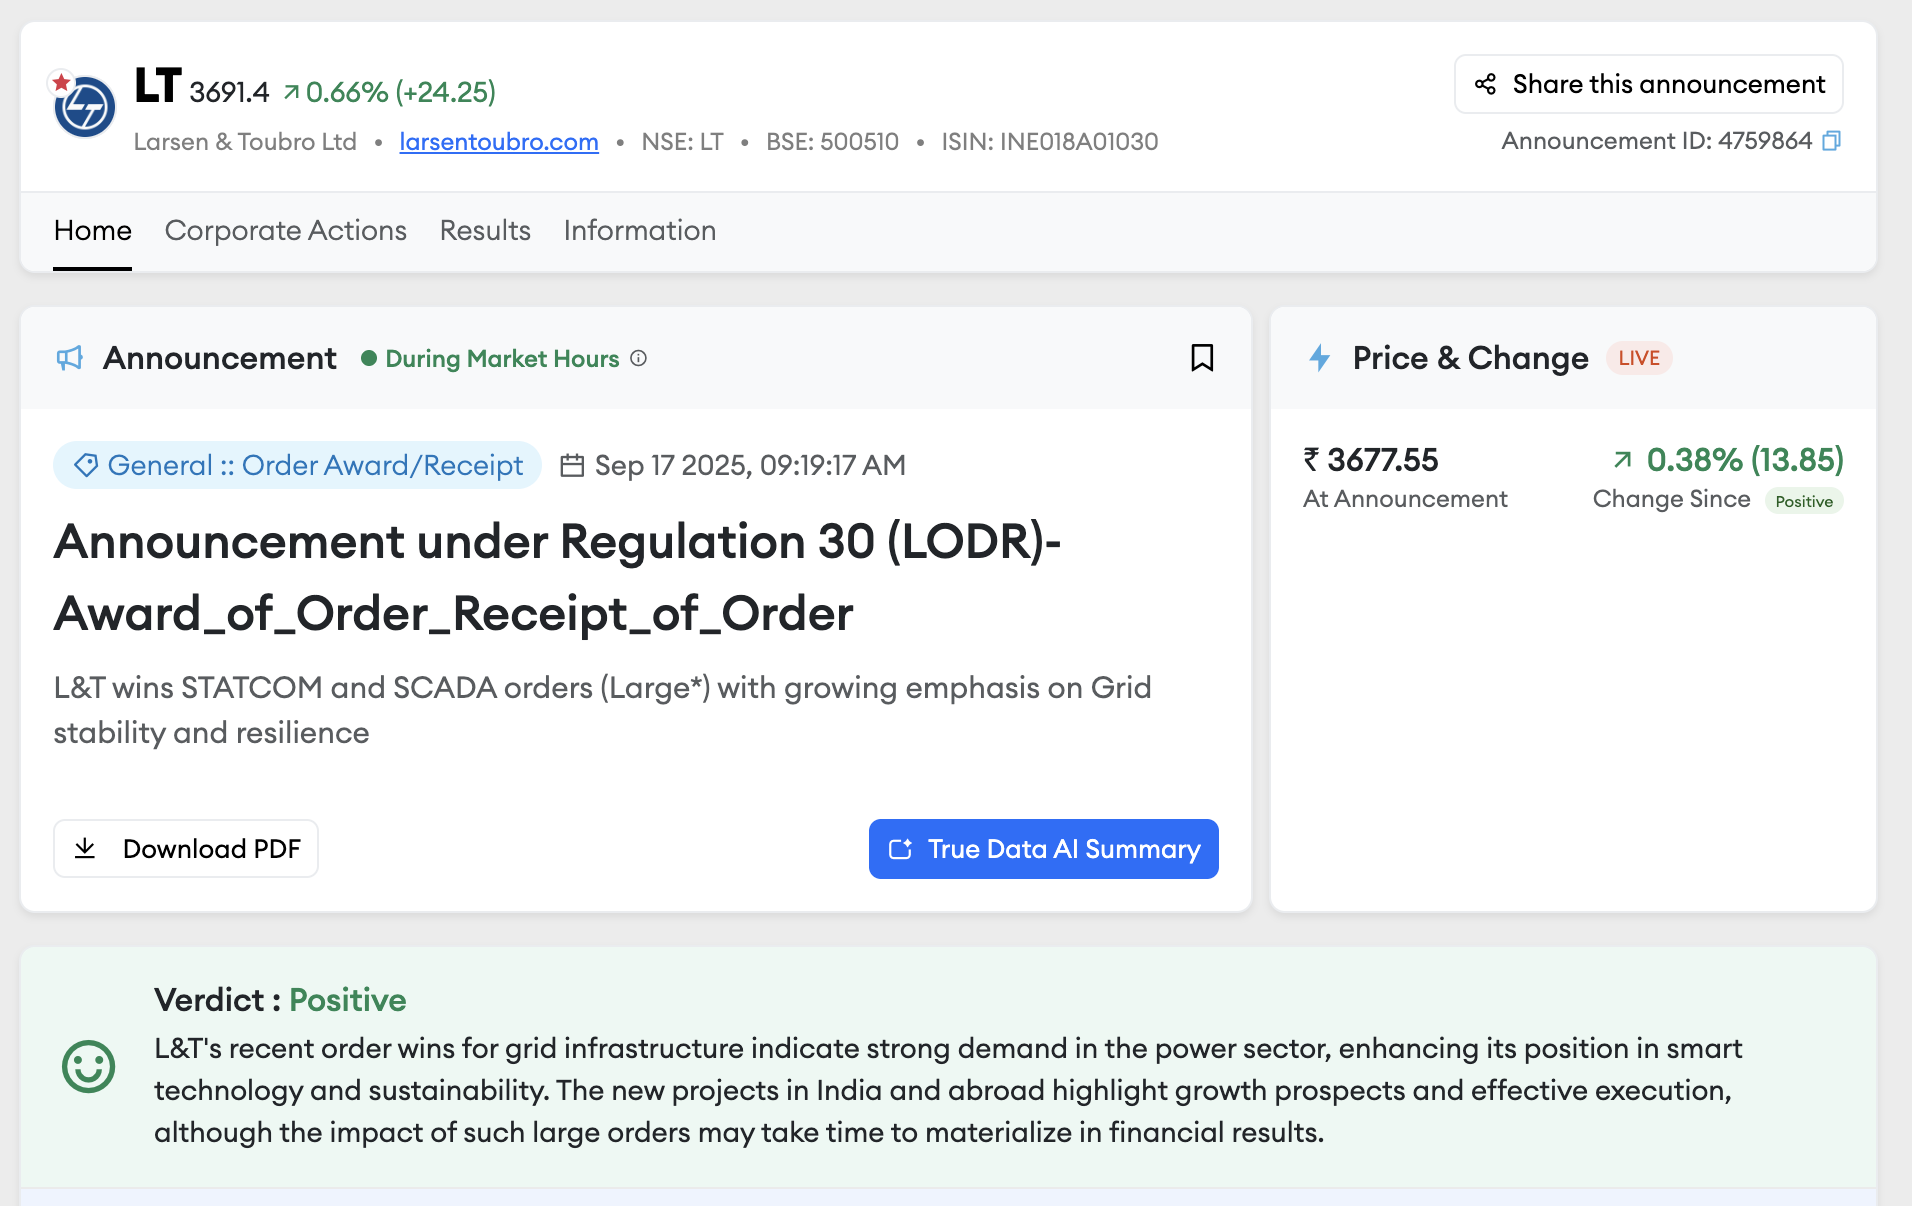 LT 3691.4 ↗ 0.66% (+24.25)
Share this announcement
Larsen & Toubro Ltd • larsentoubro.com • NSE: LT • BSE: 500510 • ISIN: INE018A01030
Announcement ID: 4759864
Home Corporate Actions Results Information
Announcement ● During Market Hours
General :: Order Award/Receipt Sep 17 2025, 09:19:17 AM
Announcement under Regulation 30 (LODR)-
Award_of_Order_Receipt_of_Order
L&T wins STATCOM and SCADA orders (Large*) with growing emphasis on Grid
stability and resilience
Download PDF
True Data AI Summary
Price & Change LIVE
₹ 3677.55
At Announcement
↗ 0.38% (13.85)
Change Since Positive
Verdict : Positive
L&T's recent order wins for grid infrastructure indicate strong demand in the power sector, enhancing its position in smart
technology and sustainability. The new projects in India and abroad highlight growth prospects and effective execution,
although the impact of such large orders may take time to materialize in financial results.